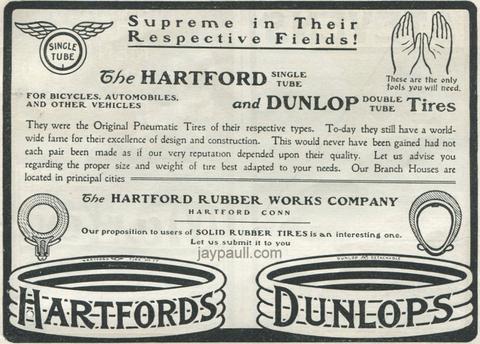 Supreme in Their
Respective Fields!
SINGLE
TUBE
These are the only
tools you will need.
The HARTFORD SINGLE TUBE
FOR BICYCLES, AUTOMOBILES,
AND OTHER VEHICLES
and DUNLOP DOUBLE TUBE Tires
They were the Original Pneumatic Tires of their respective types. To-day they still have a world-
wide fame for their excellence of design and construction. This would never have been gained had not
each pair been made as if our very reputation depended upon their quality. Let us advise you
regarding the proper size and weight of tire best adapted to your needs. Our Branch Houses are
located in principal cities
The HARTFORD RUBBER WORKS COMPANY
HARTFORD CONN
Our proposition to users of SOLID RUBBER TIRES is an interesting one.
Let us submit it to you
jaypaull.com
HARTFORDS
DUNLOP DETACHABLE
DUNLOPS